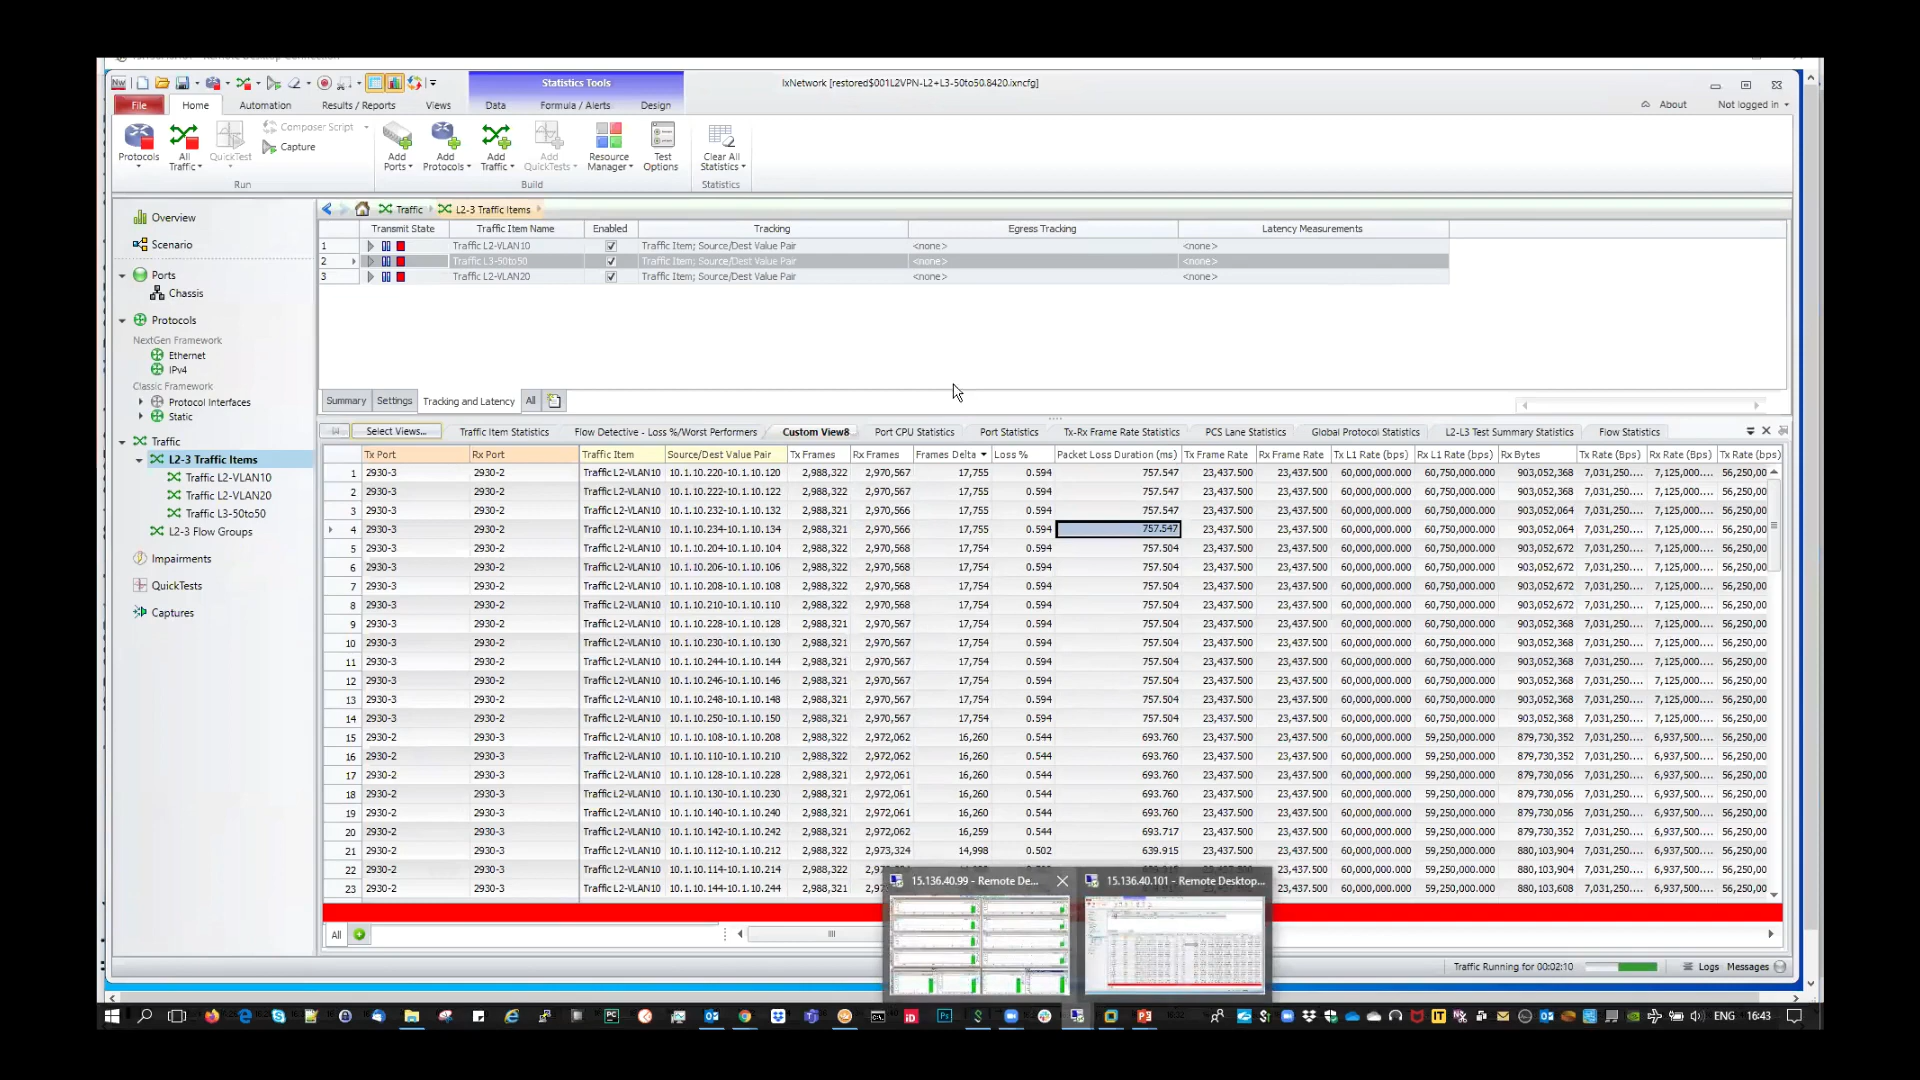 Statistics Tools
IxNetwork [restored$001L2VPN-L2+L3-50to50.8420.ixncfg]
File Home Automation Results / Reports Views Data Formula / Alerts Design About Not logged in
Protocols All Traffic QuickTest Composer Script Capture Add Ports Add Protocols Add Traffic Add QuickTests Resource Manager Test Options Clear All Statistics
Run Build Statistics
Overview
Scenario
Ports
Chassis
Protocols
NextGen Framework
Ethernet
IPv4
Classic Framework
Protocol Interfaces
Static
Traffic
L2-3 Traffic Items
Traffic L2-VLAN10
Traffic L2-VLAN20
Traffic L3-50to50
L2-3 Flow Groups
Impairments
QuickTests
Captures
Traffic L2-3 Traffic Items
Transmit State Traffic Item Name Enabled Tracking Egress Tracking Latency Measurements
1 Traffic L2-VLAN10 Traffic Item; Source/Dest Value Pair <none> <none>
2 Traffic L3-50to50 Traffic Item; Source/Dest Value Pair <none> <none>
3 Traffic L2-VLAN20 Traffic Item; Source/Dest Value Pair <none> <none>
Summary Settings Tracking and Latency All
Select Views... Traffic Item Statistics Flow Detective - Loss %/Worst Performers Custom View8 Port CPU Statistics Port Statistics Tx-Rx Frame Rate Statistics PCS Lane Statistics Global Protocol Statistics L2-L3 Test Summary Statistics Flow Statistics
Tx Port Rx Port Traffic Item Source/Dest Value Pair Tx Frames Rx Frames Frames Delta Loss % Packet Loss Duration (ms) Tx Frame Rate Rx Frame Rate Tx L1 Rate (bps) Rx L1 Rate (bps) Rx Bytes Tx Rate (Bps) Rx Rate (Bps) Tx Rate (bps)
1 2930-3 2930-2 Traffic L2-VLAN10 10.1.10.220-10.1.10.120 2,988,322 2,970,567 17,755 0.594 757.547 23,437.500 23,437.500 60,000,000.000 60,750,000.000 903,052,368 7,031,250.... 7,125,000.... 56,250,00
2 2930-3 2930-2 Traffic L2-VLAN10 10.1.10.222-10.1.10.122 2,988,322 2,970,567 17,755 0.594 757.547 23,437.500 23,437.500 60,000,000.000 60,750,000.000 903,052,368 7,031,250.... 7,125,000.... 56,250,00
3 2930-3 2930-2 Traffic L2-VLAN10 10.1.10.232-10.1.10.132 2,988,321 2,970,566 17,755 0.594 757.547 23,437.500 23,437.500 60,000,000.000 60,750,000.000 903,052,064 7,031,250.... 7,125,000.... 56,250,00
4 2930-3 2930-2 Traffic L2-VLAN10 10.1.10.234-10.1.10.134 2,988,321 2,970,566 17,755 0.594 757.547 23,437.500 23,437.500 60,000,000.000 60,750,000.000 903,052,064 7,031,250.... 7,125,000.... 56,250,00
5 2930-3 2930-2 Traffic L2-VLAN10 10.1.10.204-10.1.10.104 2,988,322 2,970,568 17,754 0.594 757.504 23,437.500 23,437.500 60,000,000.000 60,750,000.000 903,052,672 7,031,250.... 7,125,000.... 56,250,00
6 2930-3 2930-2 Traffic L2-VLAN10 10.1.10.206-10.1.10.106 2,988,322 2,970,568 17,754 0.594 757.504 23,437.500 23,437.500 60,000,000.000 60,750,000.000 903,052,672 7,031,250.... 7,125,000.... 56,250,00
7 2930-3 2930-2 Traffic L2-VLAN10 10.1.10.208-10.1.10.108 2,988,322 2,970,568 17,754 0.594 757.504 23,437.500 23,437.500 60,000,000.000 60,750,000.000 903,052,672 7,031,250.... 7,125,000.... 56,250,00
8 2930-3 2930-2 Traffic L2-VLAN10 10.1.10.210-10.1.10.110 2,988,322 2,970,568 17,754 0.594 757.504 23,437.500 23,437.500 60,000,000.000 60,750,000.000 903,052,672 7,031,250.... 7,125,000.... 56,250,00
9 2930-3 2930-2 Traffic L2-VLAN10 10.1.10.228-10.1.10.128 2,988,321 2,970,567 17,754 0.594 757.504 23,437.500 23,437.500 60,000,000.000 60,750,000.000 903,052,368 7,031,250.... 7,125,000.... 56,250,00
10 2930-3 2930-2 Traffic L2-VLAN10 10.1.10.230-10.1.10.130 2,988,321 2,970,567 17,754 0.594 757.504 23,437.500 23,437.500 60,000,000.000 60,750,000.000 903,052,368 7,031,250.... 7,125,000.... 56,250,00
11 2930-3 2930-2 Traffic L2-VLAN10 10.1.10.244-10.1.10.144 2,988,321 2,970,567 17,754 0.594 757.504 23,437.500 23,437.500 60,000,000.000 60,750,000.000 903,052,368 7,031,250.... 7,125,000.... 56,250,00
12 2930-3 2930-2 Traffic L2-VLAN10 10.1.10.246-10.1.10.146 2,988,321 2,970,567 17,754 0.594 757.504 23,437.500 23,437.500 60,000,000.000 60,750,000.000 903,052,368 7,031,250.... 7,125,000.... 56,250,00
13 2930-3 2930-2 Traffic L2-VLAN10 10.1.10.248-10.1.10.148 2,988,321 2,970,567 17,754 0.594 757.504 23,437.500 23,437.500 60,000,000.000 60,750,000.000 903,052,368 7,031,250.... 7,125,000.... 56,250,00
14 2930-3 2930-2 Traffic L2-VLAN10 10.1.10.250-10.1.10.150 2,988,321 2,970,567 17,754 0.594 757.504 23,437.500 23,437.500 60,000,000.000 60,750,000.000 903,052,368 7,031,250.... 7,125,000.... 56,250,00
15 2930-2 2930-3 Traffic L2-VLAN10 10.1.10.108-10.1.10.208 2,988,322 2,972,062 16,260 0.544 693.760 23,437.500 23,437.500 60,000,000.000 59,250,000.000 879,730,352 7,031,250.... 6,937,500.... 56,250,00
16 2930-2 2930-3 Traffic L2-VLAN10 10.1.10.110-10.1.10.210 2,988,322 2,972,062 16,260 0.544 693.760 23,437.500 23,437.500 60,000,000.000 59,250,000.000 879,730,352 7,031,250.... 6,937,500.... 56,250,00
17 2930-2 2930-3 Traffic L2-VLAN10 10.1.10.128-10.1.10.228 2,988,321 2,972,061 16,260 0.544 693.760 23,437.500 23,437.500 60,000,000.000 59,250,000.000 879,730,056 7,031,250.... 6,937,500.... 56,250,00
18 2930-2 2930-3 Traffic L2-VLAN10 10.1.10.130-10.1.10.230 2,988,321 2,972,061 16,260 0.544 693.760 23,437.500 23,437.500 60,000,000.000 59,250,000.000 879,730,056 7,031,250.... 6,937,500.... 56,250,00
19 2930-2 2930-3 Traffic L2-VLAN10 10.1.10.140-10.1.10.240 2,988,321 2,972,061 16,260 0.544 693.760 23,437.500 23,437.500 60,000,000.000 59,250,000.000 879,730,056 7,031,250.... 6,937,500.... 56,250,00
20 2930-2 2930-3 Traffic L2-VLAN10 10.1.10.142-10.1.10.242 2,988,321 2,972,062 16,259 0.544 693.717 23,437.500 23,437.500 60,000,000.000 59,250,000.000 879,730,352 7,031,250.... 6,937,500.... 56,250,00
21 2930-2 2930-3 Traffic L2-VLAN10 10.1.10.112-10.1.10.212 2,988,322 2,973,324 14,998 0.502 639.915 23,437.500 23,437.500 60,000,000.000 59,250,000.000 880,103,904 7,031,250.... 6,937,500.... 56,250,00
22 2930-2 2930-3 Traffic L2-VLAN10 10.1.10.114-10.1.10.214 2,988,322 23,437.500 60,000,000.000 59,250,000.000 880,103,904 7,031,250.... 6,937,500.... 56,250,00
23 2930-2 2930-3 Traffic L2-VLAN10 10.1.10.144-10.1.10.244 2,988,321 23,437.500 60,000,000.000 59,250,000.000 880,103,608 7,031,250.... 6,937,500.... 56,250,00
15.136.40.99 - Remote De... 15.136.40.101 - Remote Desktop...
All
Traffic Running for 00:02:10 Logs Messages
ENG 16:43